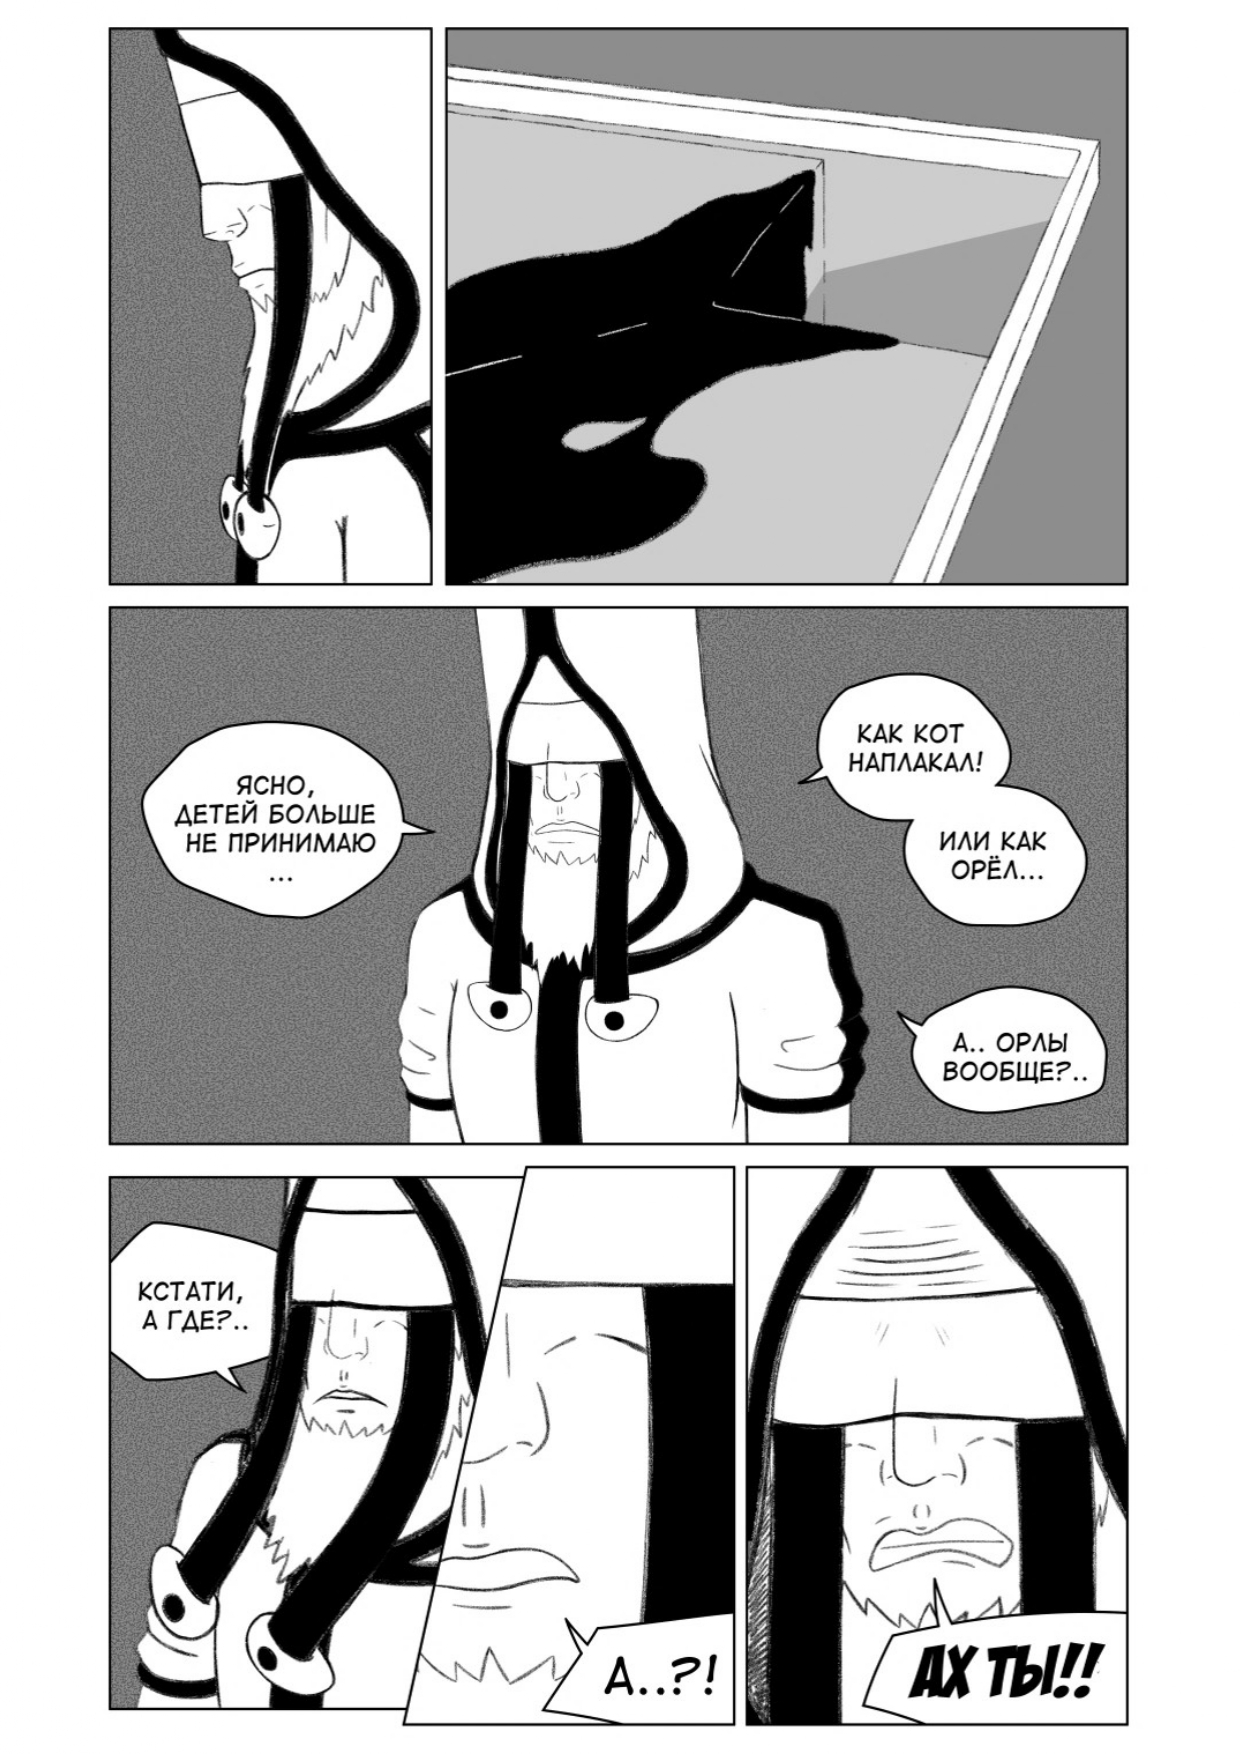 ЯСНО,
ДЕТЕЙ БОЛЬШЕ
НЕ ПРИНИМАЮ
...
КАК КОТ
НАПЛАКАЛ!
ИЛИ КАК
ОРЁЛ...
А.. ОРЛЫ
ВООБЩЕ?..
КСТАТИ,
А ГДЕ?..
А..?!
АХ ТЫ!!